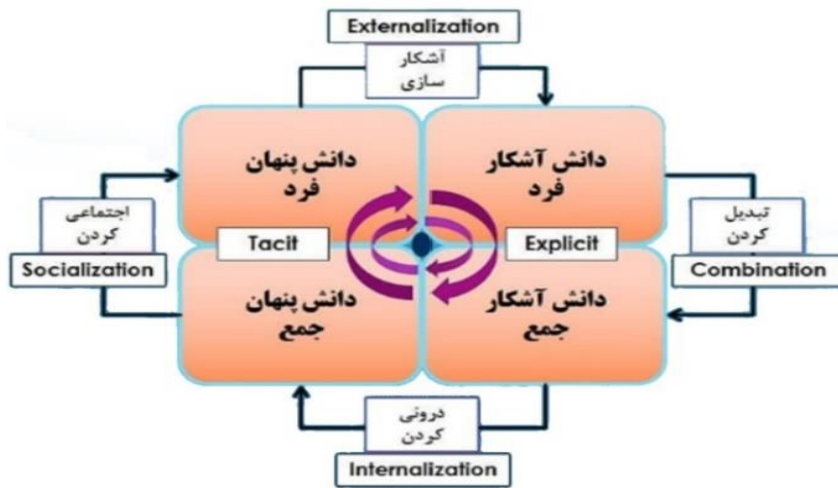 Externalization
آشکار
سازی
دانش پنهان
فرد
دانش آشکار
فرد
اجتماعی
کردن
Socialization
Tacit
Explicit
تبدیل
کردن
Combination
دانش پنهان
جمع
دانش آشکار
جمع
درونی
کردن
Internalization